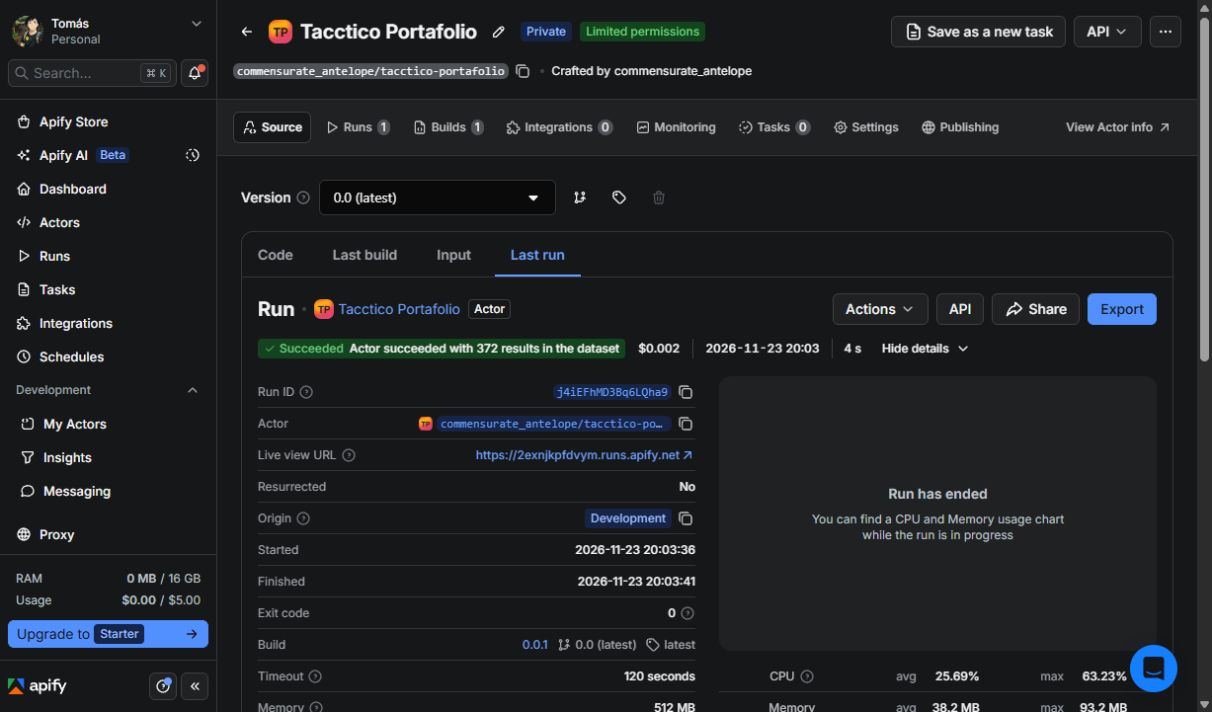 Tomás
Personal
Search...
⌘ K
Apify Store
Apify AI Beta
Dashboard
Actors
Runs
Tasks
Integrations
Schedules
Development
My Actors
Insights
Messaging
Proxy
RAM 0 MB / 16 GB
Usage $0.00 / $5.00
Upgrade to Starter
apify
TP Tacctico Portafolio Private Limited permissions
Save as a new task
API
commensurate_antelope/tacctico-portafolio
Crafted by commensurate_antelope
Source Runs 1 Builds 1 Integrations 0 Monitoring Tasks 0 Settings Publishing View Actor info
Version 0.0 (latest)
Code Last build Input Last run
Run TP Tacctico Portafolio Actor
Actions API Share Export
Succeeded Actor succeeded with 372 results in the dataset $0.002 2026-11-23 20:03 4 s Hide details
Run ID j4iEFhMD3Bq6LQha9
Actor TP commensurate_antelope/tacctico-po…
Live view URL https://2exnjkpfdvym.runs.apify.net
Resurrected No
Origin Development
Started 2026-11-23 20:03:36
Finished 2026-11-23 20:03:41
Exit code 0
Build 0.0.1 0.0 (latest) latest
Timeout 120 seconds
Memory 512 MB
Run has ended
You can find a CPU and Memory usage chart
while the run is in progress
CPU avg 25.69% max 63.23%
Memory avg 38.2 MB max 93.2 MB